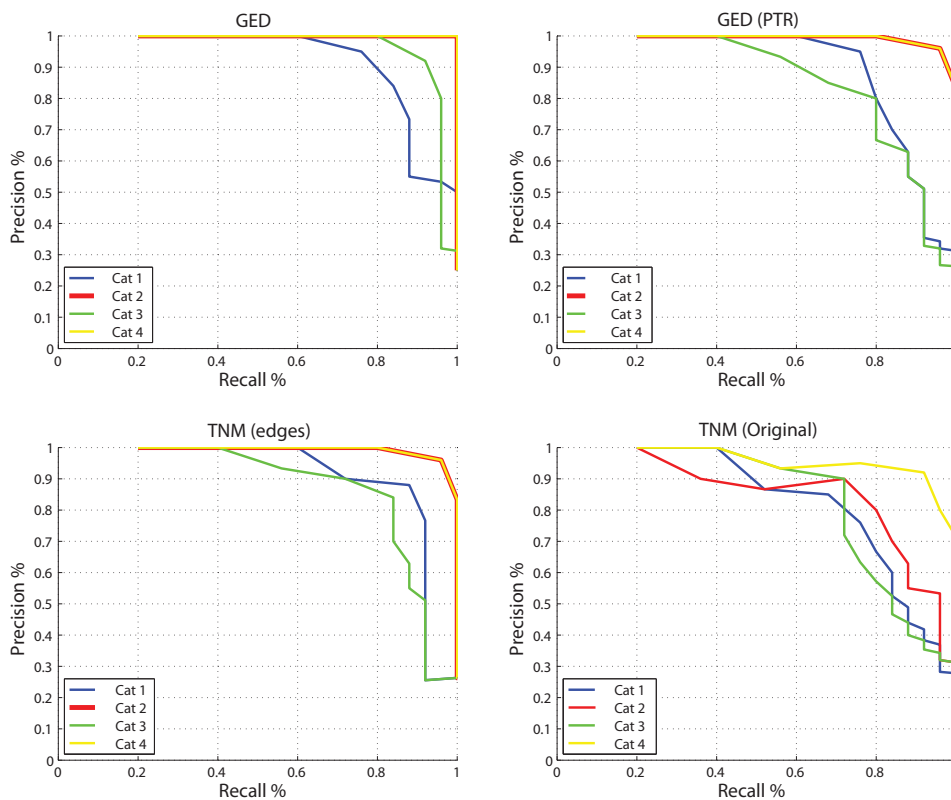 GED
1
0.9
0.8
0.7
0.6
0.5
0.4
0.3
0.2
0.1
0
Precision %
Cat 1
Cat 2
Cat 3
Cat 4
0 0.2 0.4 0.6 0.8 1
Recall %
GED (PTR)
1
0.9
0.8
0.7
0.6
0.5
0.4
0.3
0.2
0.1
0
Precision %
Cat 1
Cat 2
Cat 3
Cat 4
0 0.2 0.4 0.6 0.8
Recall %
TNM (edges)
1
0.9
0.8
0.7
0.6
0.5
0.4
0.3
0.2
0.1
0
Precision %
Cat 1
Cat 2
Cat 3
Cat 4
0 0.2 0.4 0.6 0.8 1
Recall %
TNM (Original)
1
0.9
0.8
0.7
0.6
0.5
0.4
0.3
0.2
0.1
0
Precision %
Cat 1
Cat 2
Cat 3
Cat 4
0 0.2 0.4 0.6 0.8
Recall %